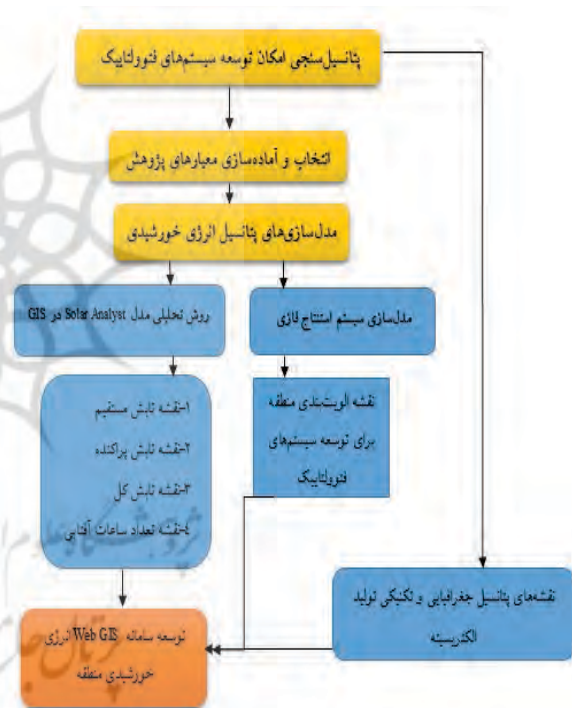 پتانسیل‌سنجی امکان توسعه سیستم‌های فتوولتاییک
انتخاب و آماده‌سازی معیارهای پژوهش
مدل‌سازی‌های پتانسیل انرژی خورشیدی
روش تحلیلی مدل Solar Analyst در GIS
مدل‌سازی سیستم استنتاج فازی
۱-نقشه تابش مستقیم
۲-نقشه تابش پراکنده
۳-نقشه تابش کل
۴-نقشه تعداد ساعات آفتابی
نقشه الویت‌بندی منطقه
برای توسعه سیستم‌های
فتوولتاییک
نقشه‌های پتانسیل جغرافیایی و تکنیکی تولید
الکتریسیته
توسعه سامانه Web GIS انرژی
خورشیدی منطقه